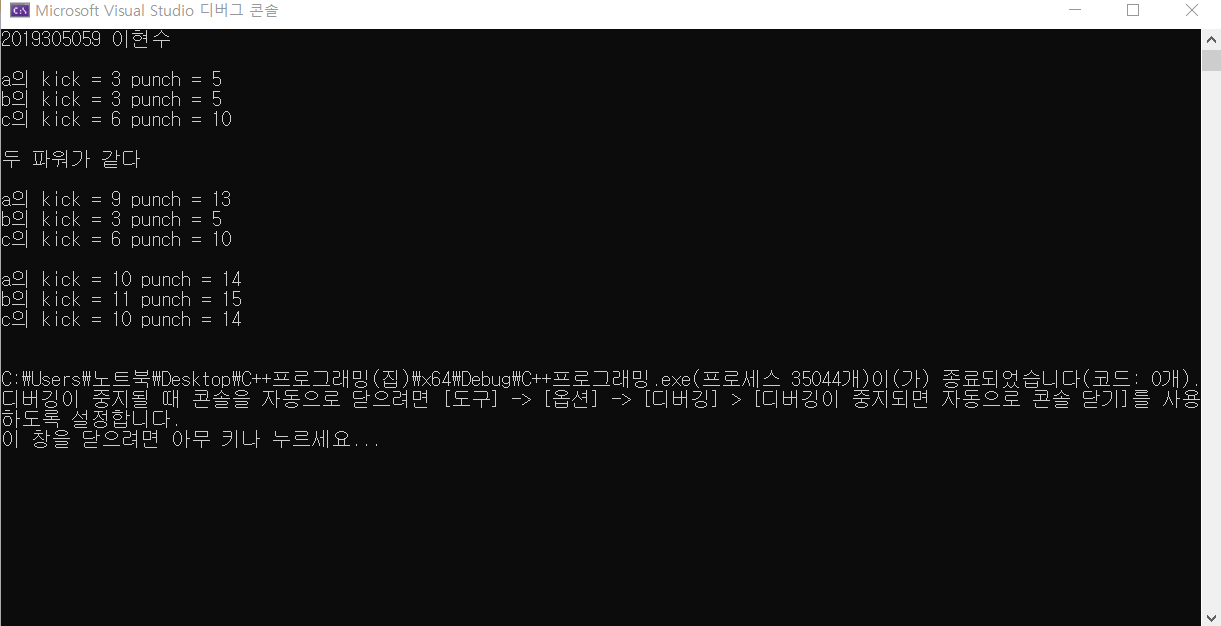 Microsoft Visual Studio 디버그 콘솔
2019305059 이현수
a의 kick = 3 punch = 5
b의 kick = 3 punch = 5
c의 kick = 6 punch = 10
두 파워가 같다
a의 kick = 9 punch = 13
b의 kick = 3 punch = 5
c의 kick = 6 punch = 10
a의 kick = 10 punch = 14
b의 kick = 11 punch = 15
c의 kick = 10 punch = 14
C:₩Users₩노트북₩Desktop₩C++프로그래밍(집)₩x64₩Debug₩C++프로그래밍.exe(프로세스 35044개)이(가) 종료되었습니다(코드: 0개).
디버깅이 중지될 때 콘솔을 자동으로 닫으려면 [도구] -> [옵션] -> [디버깅] > [디버깅이 중지되면 자동으로 콘솔 닫기]를 사용
하도록 설정합니다.
이 창을 닫으려면 아무 키나 누르세요...